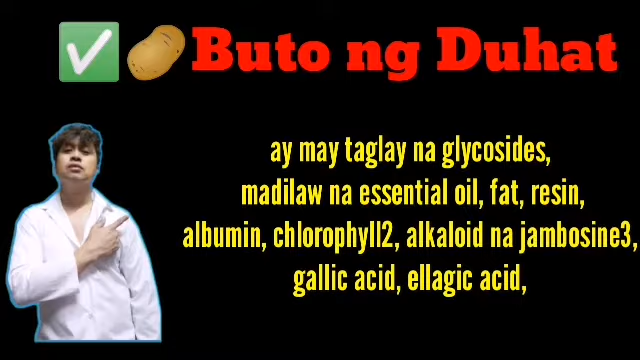 Buto ng Duhat
ay may taglay na glycosides,
madilaw na essential oil, fat, resin,
albumin, chlorophyll2, alkaloid na jambosine3,
gallic acid, ellagic acid,